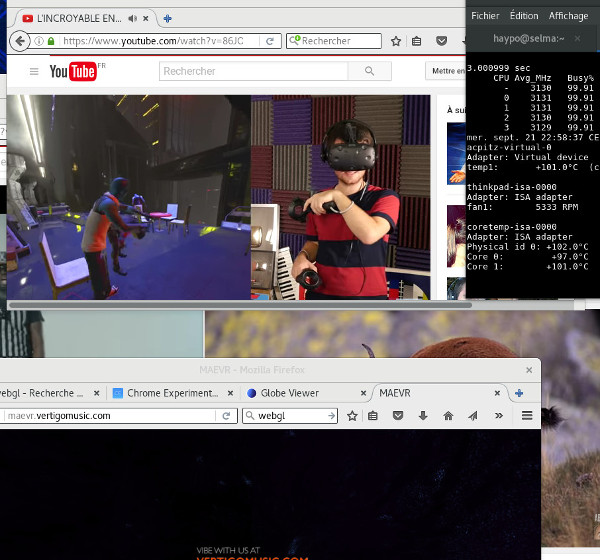 L'INCROYABLE EN...
https://www.youtube.com/watch?v=86JC
Rechercher
YouTube FR
Rechercher
Mettre en
À sui
Fichier Édition Affichage
haypo@selma:~
3.000999 sec
CPU Avg_MHz Busy%
- 3130 99.91
0 3131 99.91
1 3131 99.91
2 3130 99.91
3 3129 99.91
mer. sept. 21 22:58:37 CE
acpitz-virtual-0
Adapter: Virtual device
temp1: +101.0°C (c
thinkpad-isa-0000
Adapter: ISA adapter
fan1: 5333 RPM
coretemp-isa-0000
Adapter: ISA adapter
Physical id 0: +102.0°C
Core 0: +97.0°C
Core 1: +101.0°C
MAEVR - Mozilla Firefox
webgl - Recherche ...
Chrome Experiment...
Globe Viewer
MAEVR
maevr.vertigomusic.com
webgl
VIBE WITH US AT
VERTIGOMUSIC.COM